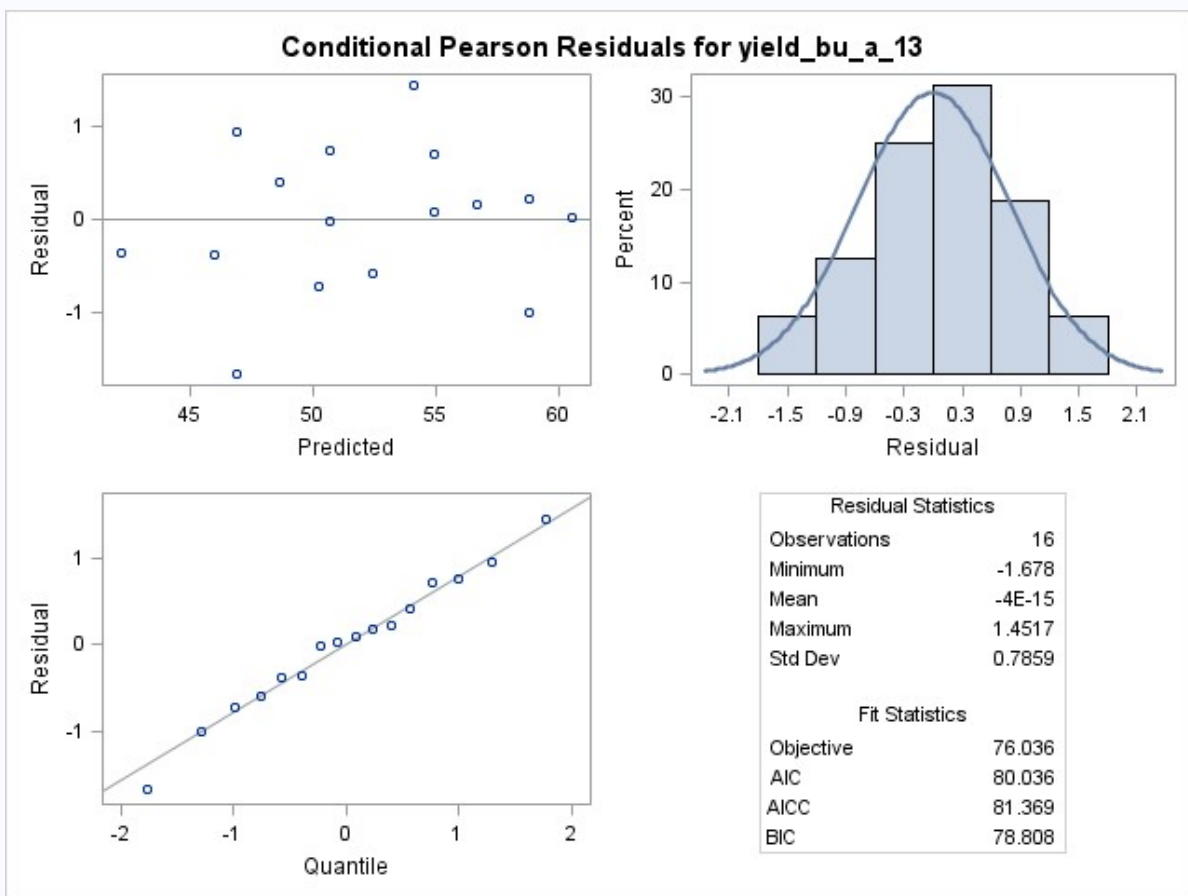 Conditional Pearson Residuals for yield_bu_a_13
1
0
-1
Residual
45 50 55 60
Predicted
30
20
10
0
Percent
-2.1 -1.5 -0.9 -0.3 0.3 0.9 1.5 2.1
Residual
1
0
-1
Residual
-2 -1 0 1 2
Quantile
Residual Statistics
Observations 16
Minimum -1.678
Mean -4E-15
Maximum 1.4517
Std Dev 0.7859
Fit Statistics
Objective 76.036
AIC 80.036
AICC 81.369
BIC 78.808